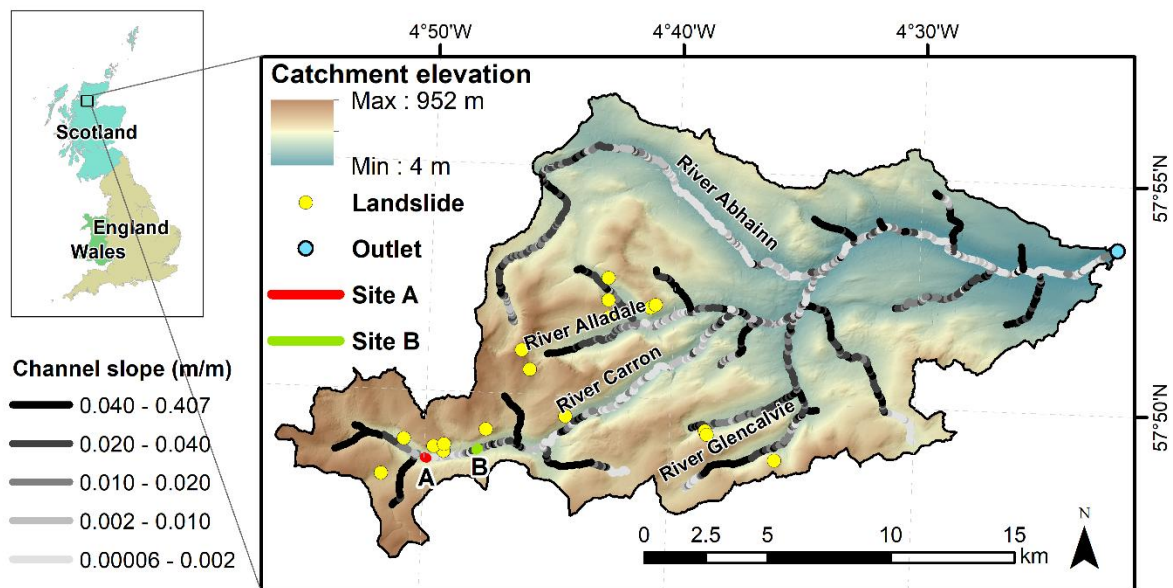 4°50'W
4°40'W
4°30'W
Scotland
England
Wales
Catchment elevation
Max : 952 m
Min : 4 m
Landslide
Outlet
Site A
Site B
Channel slope (m/m)
0.040 - 0.407
0.020 - 0.040
0.010 - 0.020
0.002 - 0.010
0.00006 - 0.002
River Abhainn
River Alladale
River Carron
River Glencalvie
A
B
57°55'N
57°50'N
0 2.5 5 10 15
km
N